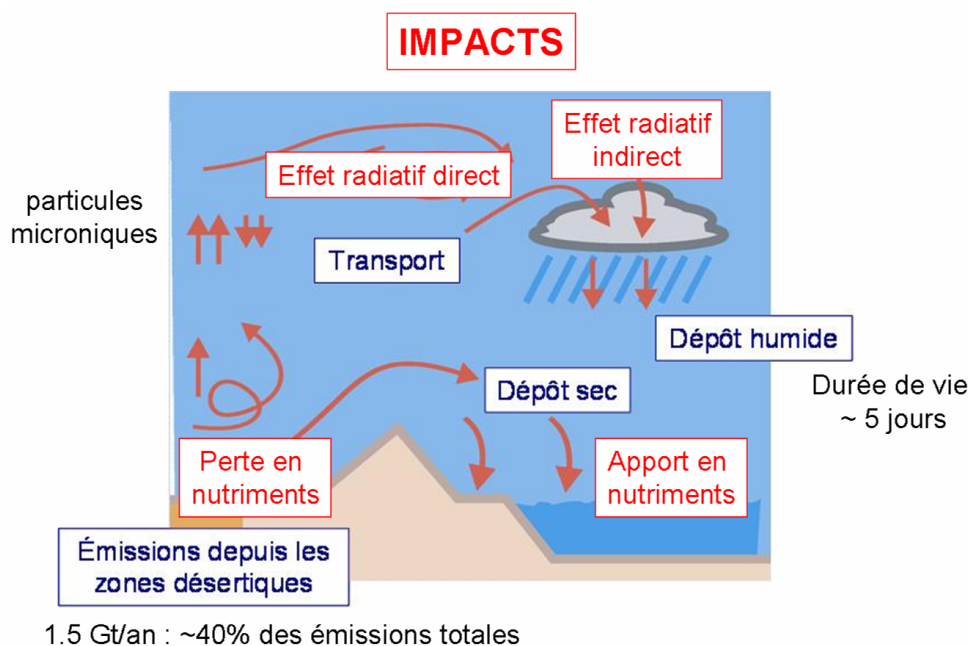 IMPACTS
Effet radiatif
indirect
Effet radiatif direct
particules
microniques
Transport
Dépôt humide
Durée de vie
~ 5 jours
Dépôt sec
Perte en
nutriments
Apport en
nutriments
Émissions depuis les
zones désertiques
1.5 Gt/an : ~40% des émissions totales